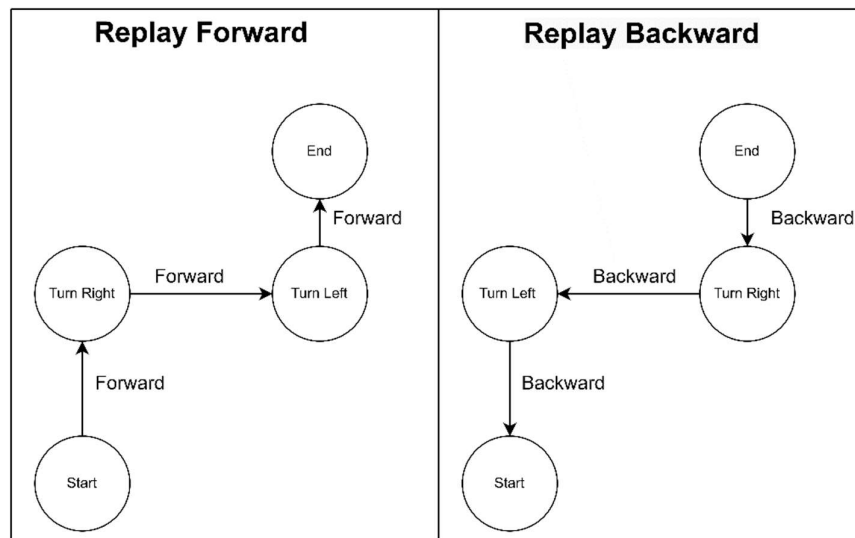 Replay Forward
End
Forward
Turn Right
Forward
Turn Left
Forward
Start
Replay Backward
End
Backward
Turn Left
Backward
Turn Right
Backward
Start